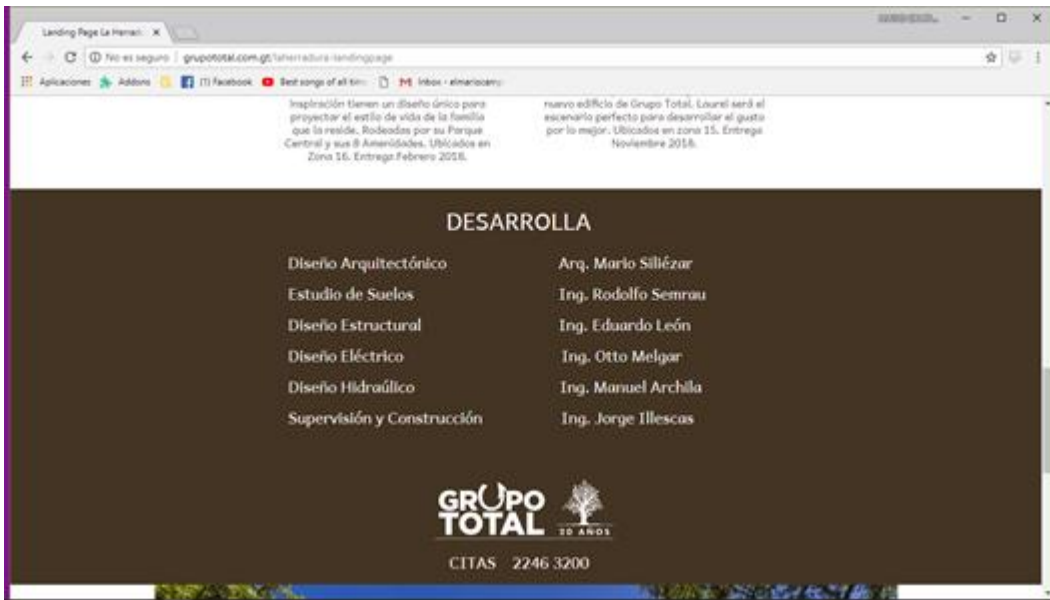 Landing Page La Herrad
No es seguro grupototal.com.gt/laherradura-landingpage
Aplicaciones Addons (1) Facebook Best songs of all tim Inbox - elmariocamy
Inspiración tienen un diseño único para
proyectar el estilo de vida de la familia
que la reside. Rodeadas por su Parque
Central y sus 8 Amenidades. Ubicados en
Zona 16. Entrega Febrero 2018.
nuevo edificio de Grupo Total. Laurel será el
escenario perfecto para desarrollar el gusto
por lo mejor. Ubicados en zona 15. Entrega
Noviembre 2018.
DESARROLLA
Diseño Arquitectónico Arq. Mario Siliézar
Estudio de Suelos Ing. Rodolfo Semrau
Diseño Estructural Ing. Eduardo León
Diseño Eléctrico Ing. Otto Melgar
Diseño Hidraúlico Ing. Manuel Archila
Supervisión y Construcción Ing. Jorge Illescas
GRUPO
TOTAL
20 AÑOS
CITAS 2246 3200